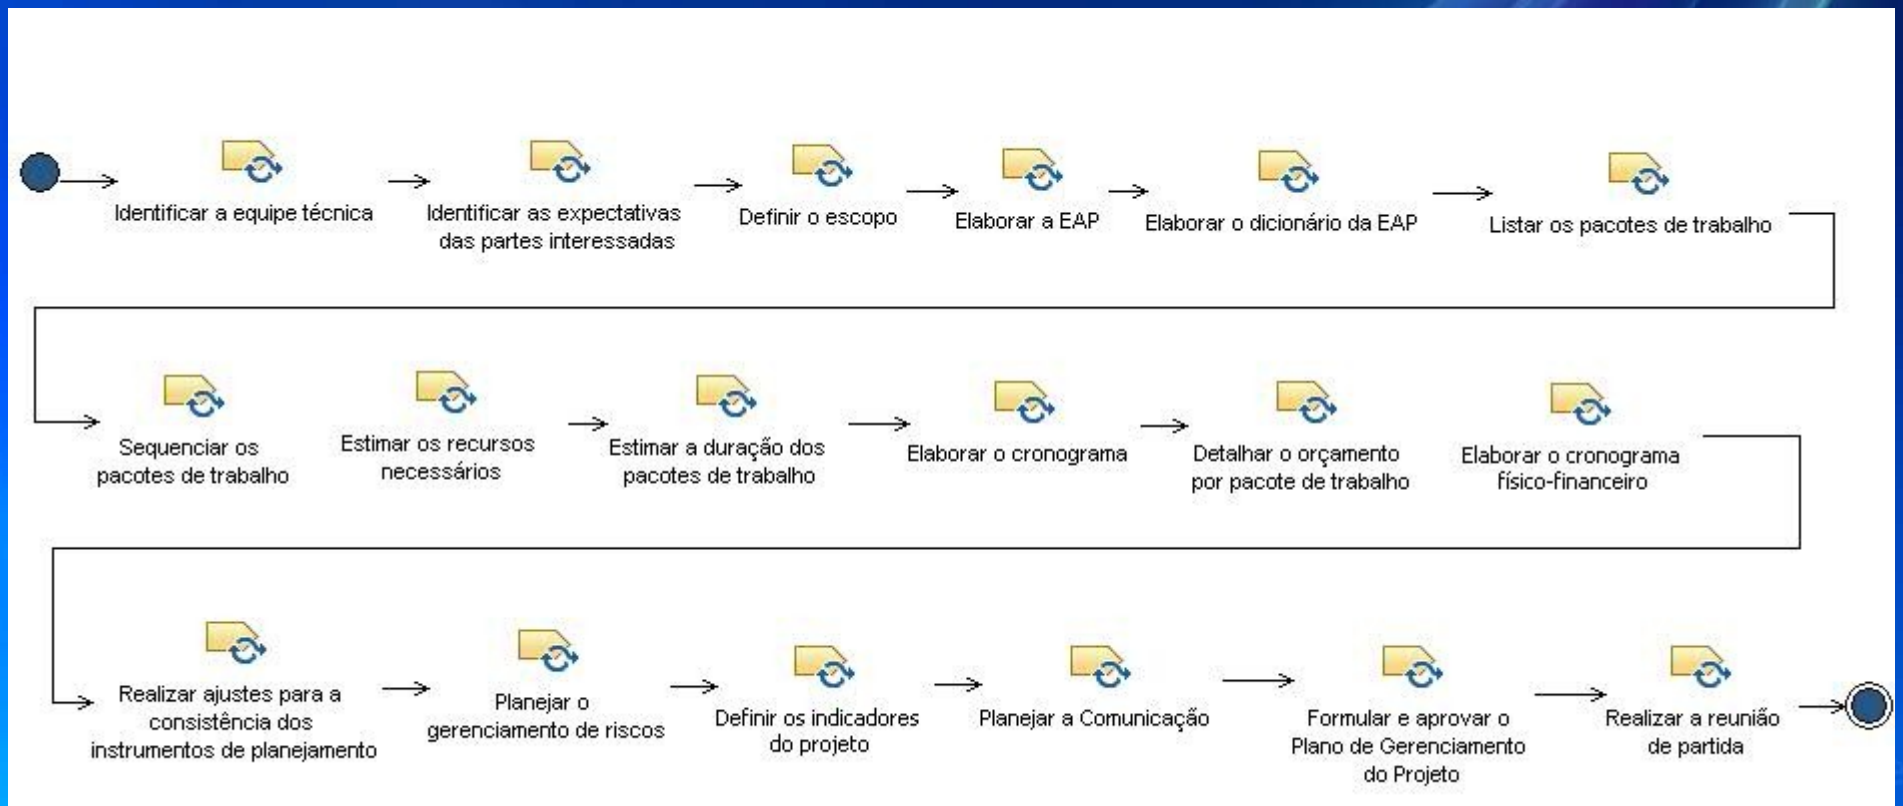 Identificar a equipe técnica
Identificar as expectativas
das partes interessadas
Definir o escopo
Elaborar a EAP
Elaborar o dicionário da EAP
Listar os pacotes de trabalho
Sequenciar os
pacotes de trabalho
Estimar os recursos
necessários
Estimar a duração dos
pacotes de trabalho
Elaborar o cronograma
Detalhar o orçamento
por pacote de trabalho
Elaborar o cronograma
físico-financeiro
Realizar ajustes para a
consistência dos
instrumentos de planejamento
Planejar o
gerenciamento de riscos
Definir os indicadores
do projeto
Planejar a Comunicação
Formular e aprovar o
Plano de Gerenciamento
do Projeto
Realizar a reunião
de partida